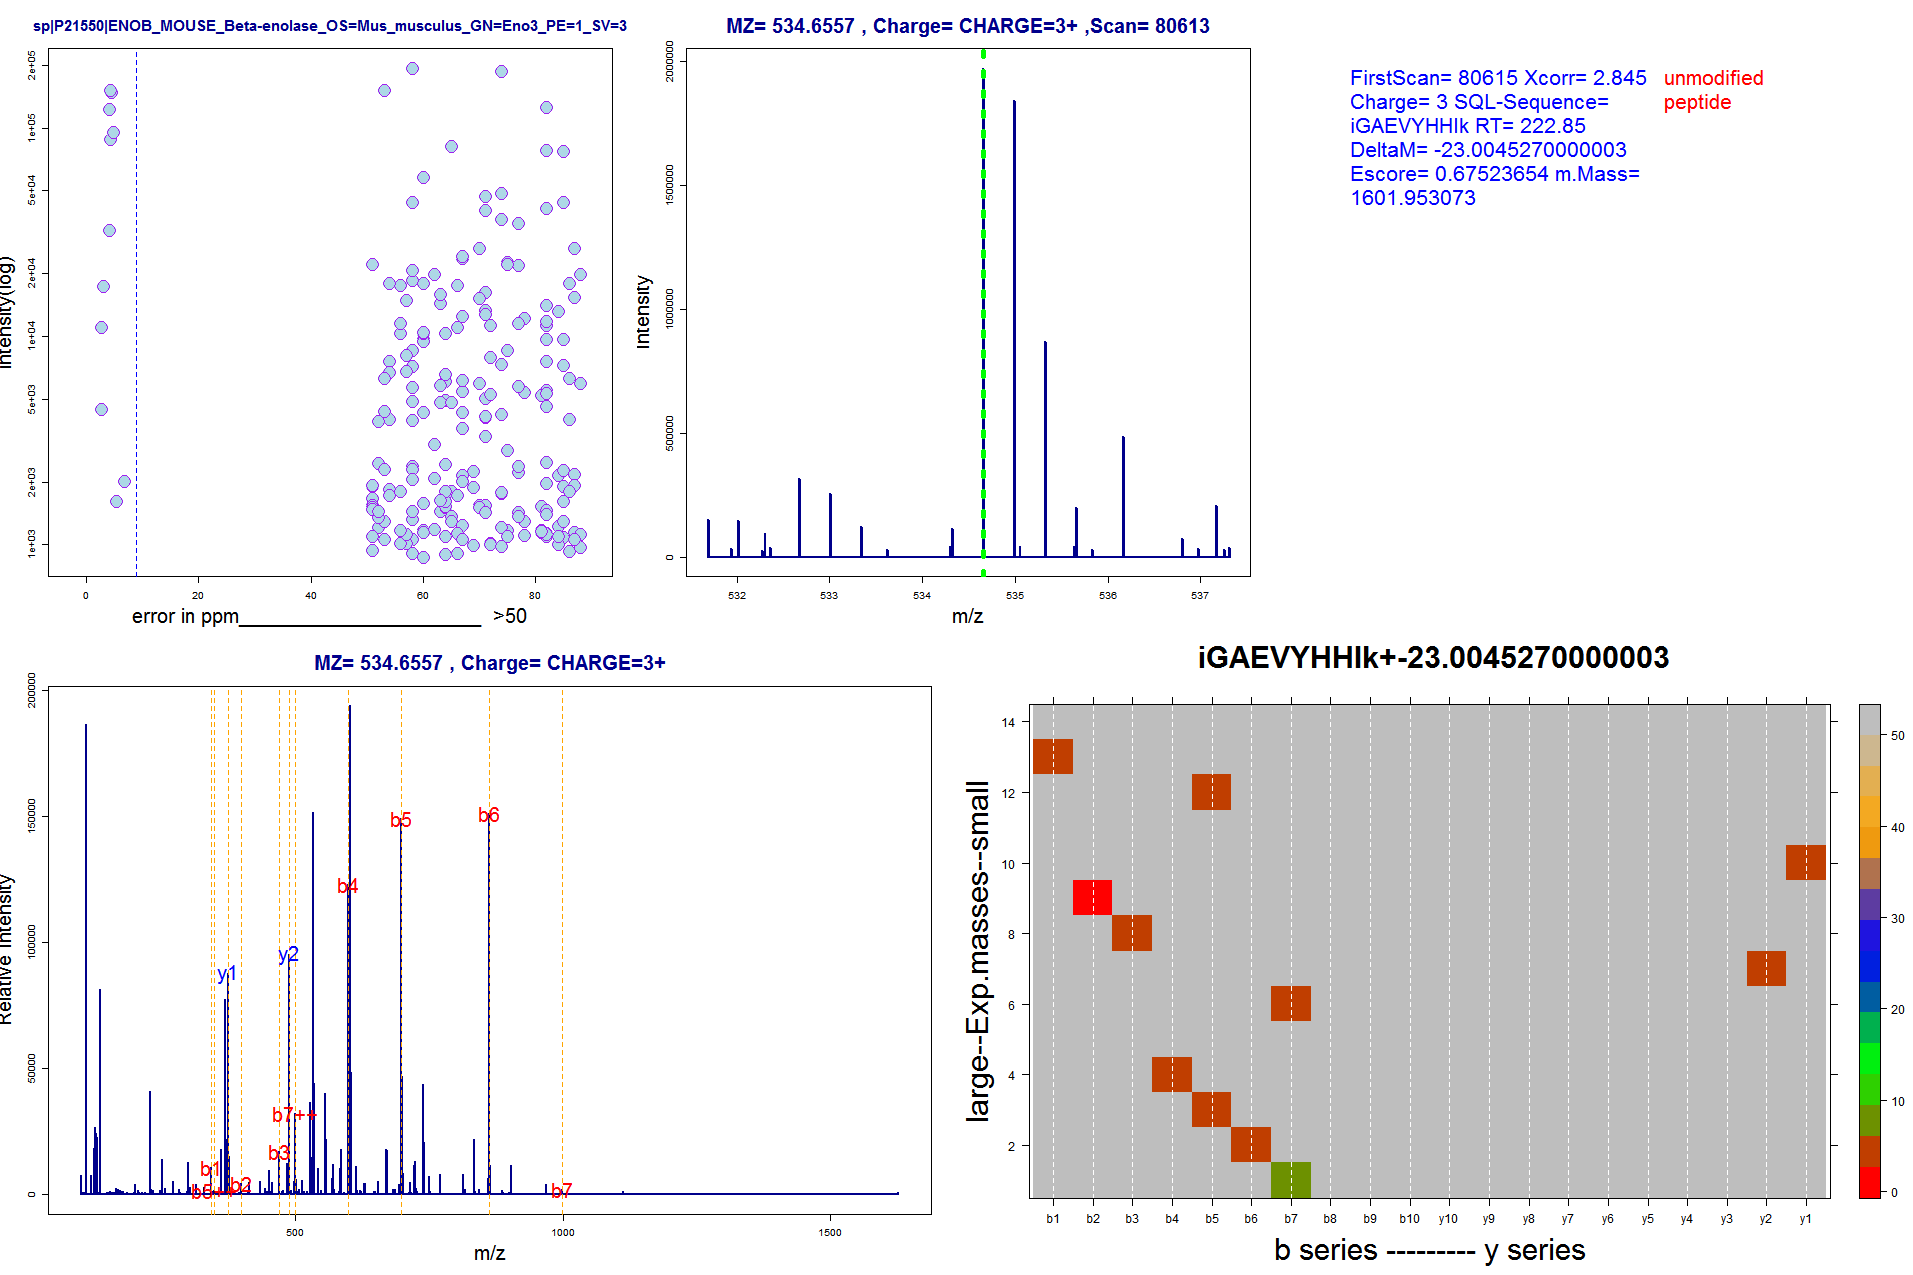 sp|P21550|ENOB_MOUSE_Beta-enolase_OS=Mus_musculus_GN=Eno3_PE=1_SV=3
Intensity(log)
2e+05
1e+05
5e+04
2e+04
1e+04
5e+03
2e+03
1e+03
0 20 40 60 80
error in ppm______________________ >50
MZ= 534.6557 , Charge= CHARGE=3+ ,Scan= 80613
Intensity
2000000
1500000
1000000
500000
0
532 533 534 535 536 537
m/z
FirstScan= 80615 Xcorr= 2.845
Charge= 3 SQL-Sequence=
iGAEVYHHIk RT= 222.85
DeltaM= -23.0045270000003
Escore= 0.67523654 m.Mass=
1601.953073
unmodified
peptide
MZ= 534.6557 , Charge= CHARGE=3+
Relative Intensity
200000
150000
100000
50000
0
b5
b6
b4
y2
y1
b7++
b3
b1
b2
b7
500 1000 1500
m/z
iGAEVYHHIk+-23.0045270000003
large--Exp.masses--small
14
12
10
8
6
4
2
b1 b2 b3 b4 b5 b6 b7 b8 b9 b10 y10 y9 y8 y7 y6 y5 y4 y3 y2 y1
b series --------- y series
50
40
30
20
10
0